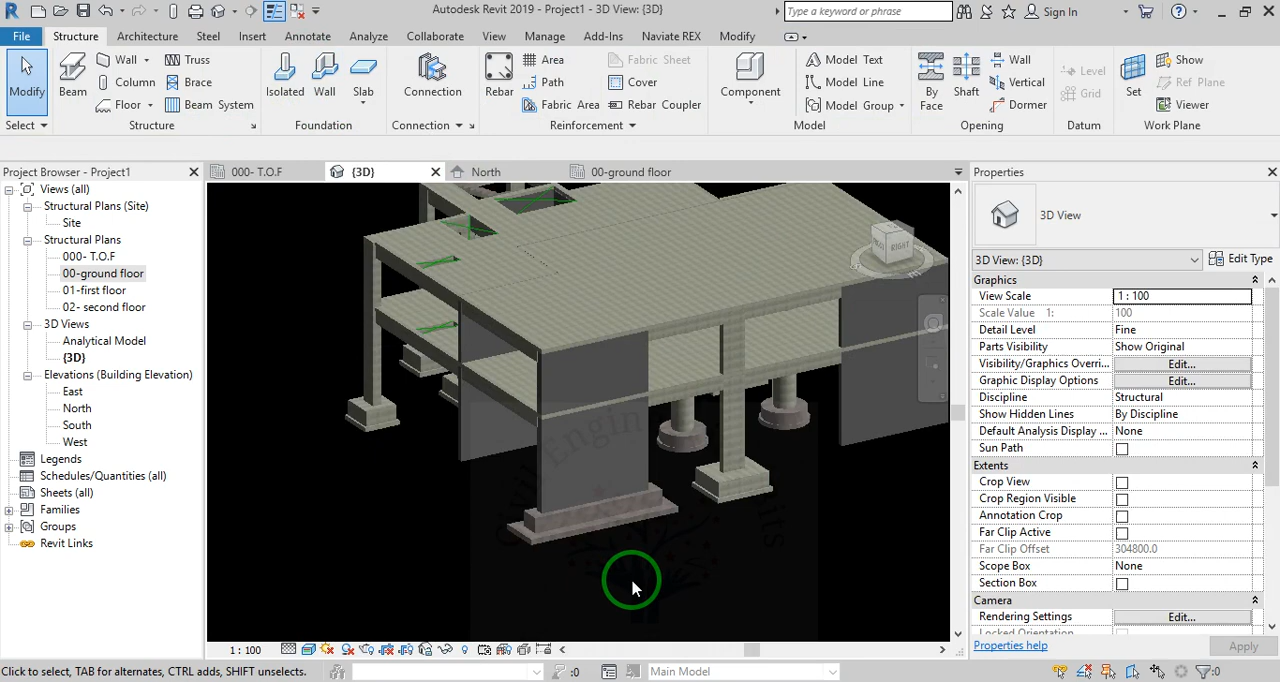 Autodesk Revit 2019 - Project1 - 3D View: {3D}
Type a keyword or phrase
Sign In
File Structure Architecture Steel Insert Annotate Analyze Collaborate View Manage Add-Ins Naviate REX Modify
Modify
Select
Beam
Wall
Column
Floor
Truss
Brace
Beam System
Structure
Isolated
Wall
Slab
Foundation
Connection
Connection
Rebar
Area
Path
Fabric Area
Fabric Sheet
Cover
Rebar Coupler
Reinforcement
Component
Model Text
Model Line
Model Group
Model
By Face
Shaft
Wall
Vertical
Dormer
Opening
Level
Grid
Datum
Set
Show
Ref Plane
Viewer
Work Plane
Project Browser - Project1
Views (all)
Structural Plans (Site)
Site
Structural Plans
000- T.O.F
00-ground floor
01-first floor
02- second floor
3D Views
Analytical Model
{3D}
Elevations (Building Elevation)
East
North
South
West
Legends
Schedules/Quantities (all)
Sheets (all)
Families
Groups
Revit Links
000- T.O.F
{3D}
North
00-ground floor
RIGHT
Civil Engin
Properties
3D View
3D View: {3D}
Edit Type
Graphics
View Scale 1 : 100
Scale Value 1: 100
Detail Level Fine
Parts Visibility Show Original
Visibility/Graphics Overri... Edit...
Graphic Display Options Edit...
Discipline Structural
Show Hidden Lines By Discipline
Default Analysis Display ... None
Sun Path
Extents
Crop View
Crop Region Visible
Annotation Crop
Far Clip Active
Far Clip Offset 304800.0
Scope Box None
Section Box
Camera
Rendering Settings Edit...
Locked Orientation
Properties help
Apply
1 : 100
Click to select, TAB for alternates, CTRL adds, SHIFT unselects.
:0
Main Model
:0